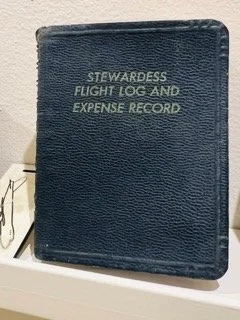 STEWARDESS
FLIGHT LOG AND
EXPENSE RECORD